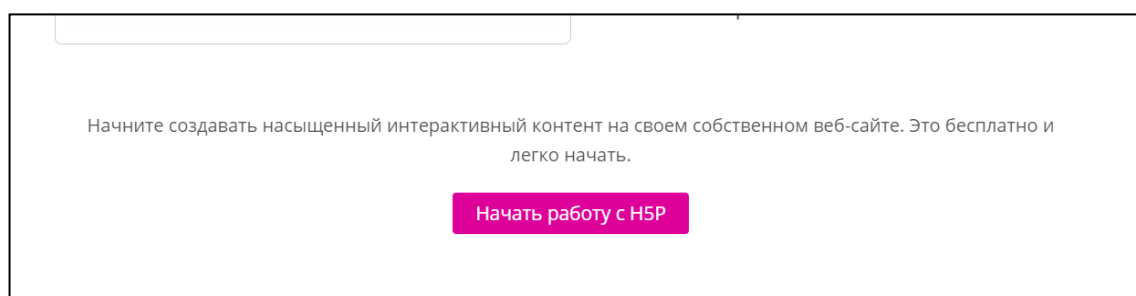 Начните создавать насыщенный интерактивный контент на своем собственном веб-сайте. Это бесплатно и
легко начать.
Начать работу с H5P